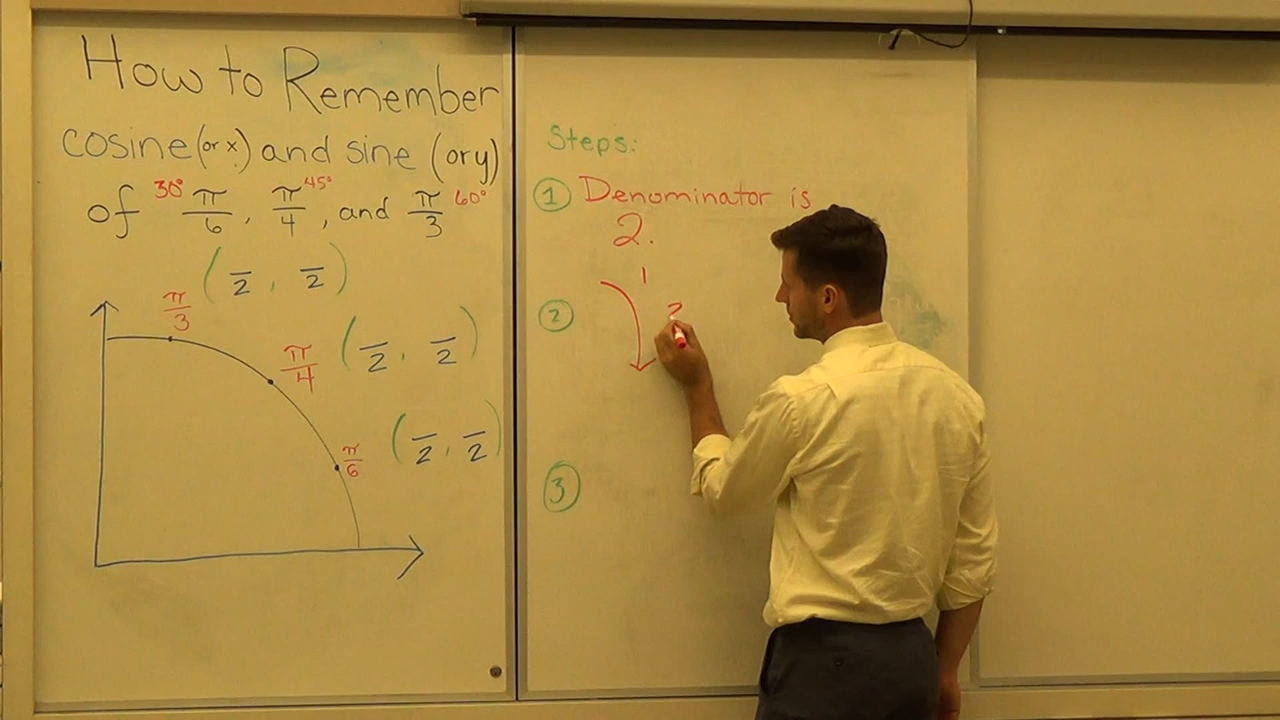 How to Remember
cosine (or x) and sine (or y)
of 30° π/6, π/4 45°, and π/3 60°
π/3 (—/2, —/2)
π/4 (—/2, —/2)
π/6 (—/2, —/2)
Steps:
① Denominator is
2.
1
②
③